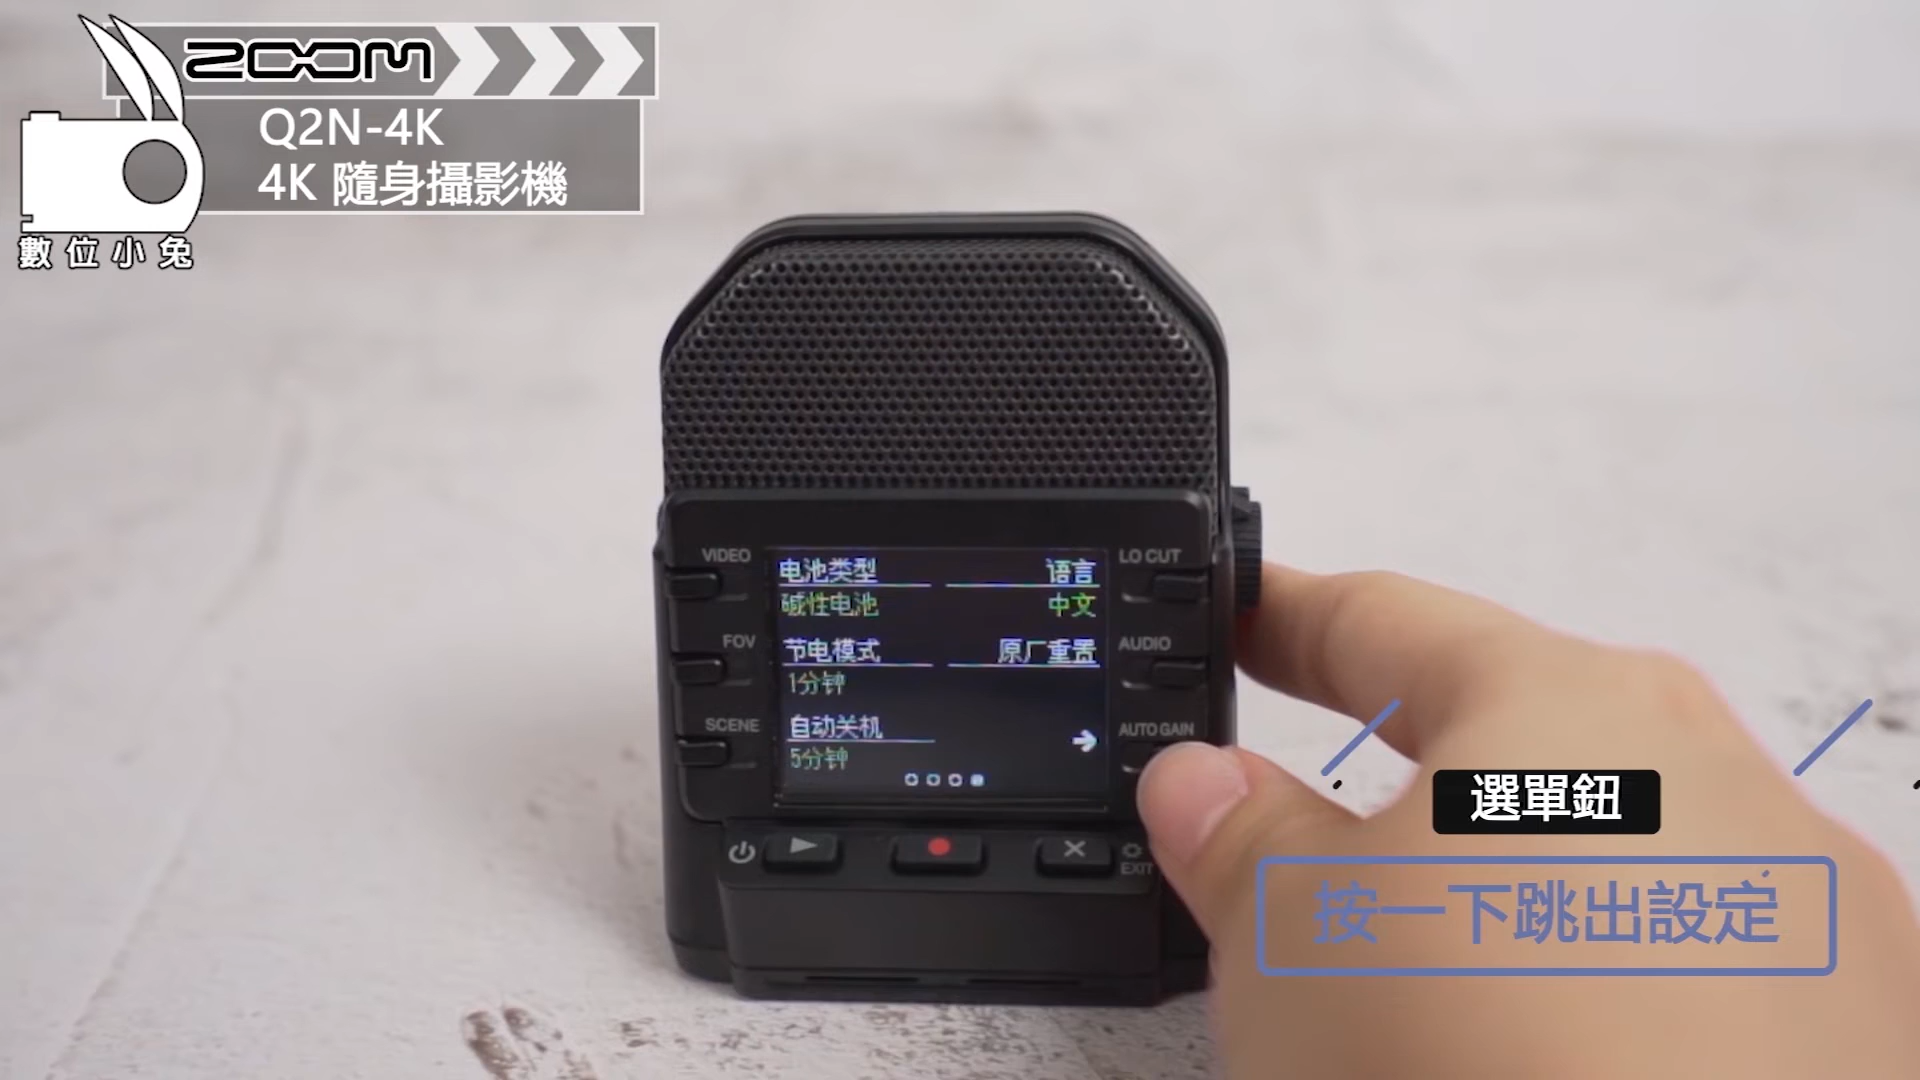 ZOOM
Q2N-4K
4K 隨身攝影機
數位小兔
VIDEO
电池类型
语言
LO CUT
碱性电池
中文
FOV
节电模式
原厂重置
AUDIO
1分钟
SCENE
自动关机
AUTO GAIN
5分钟
EXIT
選單鈕
按一下跳出設定